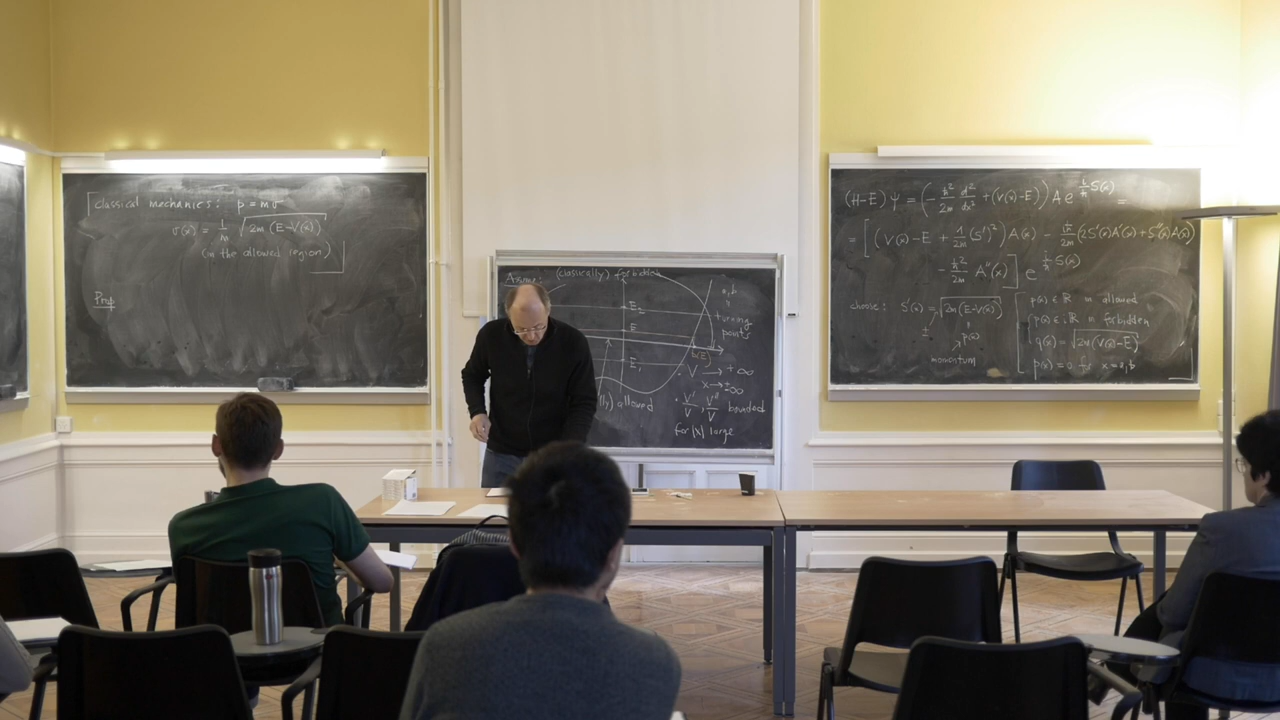 [classical mechanics: p = mv
v(x) = 1/m √(2m (E-V(x)))
(in the allowed region)]
Prop
Assume:
(classically) forbidden
E₂
E
E₁
a, b
turning
points
V → +∞
x → ±∞
allowed
V'/V, V''/V bounded
for |x| large
(H-E) ψ = (-ħ²/2m d²/dx² + (V(x)-E)) A e^{i/ħ S(x)} =
= [(V(x)-E + 1/2m (S')²) A(x) - iħ/2m (2S'(x)A'(x) + S''(x)A(x))
- ħ²/2m A''(x)] e^{i/ħ S(x)}
choose: S'(x) = √(2m(E-V(x)))
p(x)
momentum
p(x) ∈ ℝ in allowed
p(x) ∈ iℝ in forbidden
q(x) = √(2m(V(x)-E))
p(x) = 0 for x = a, b